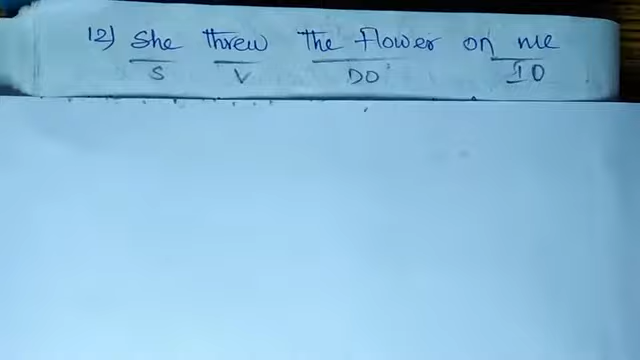 12) She threw the flower on me
S V DO IO